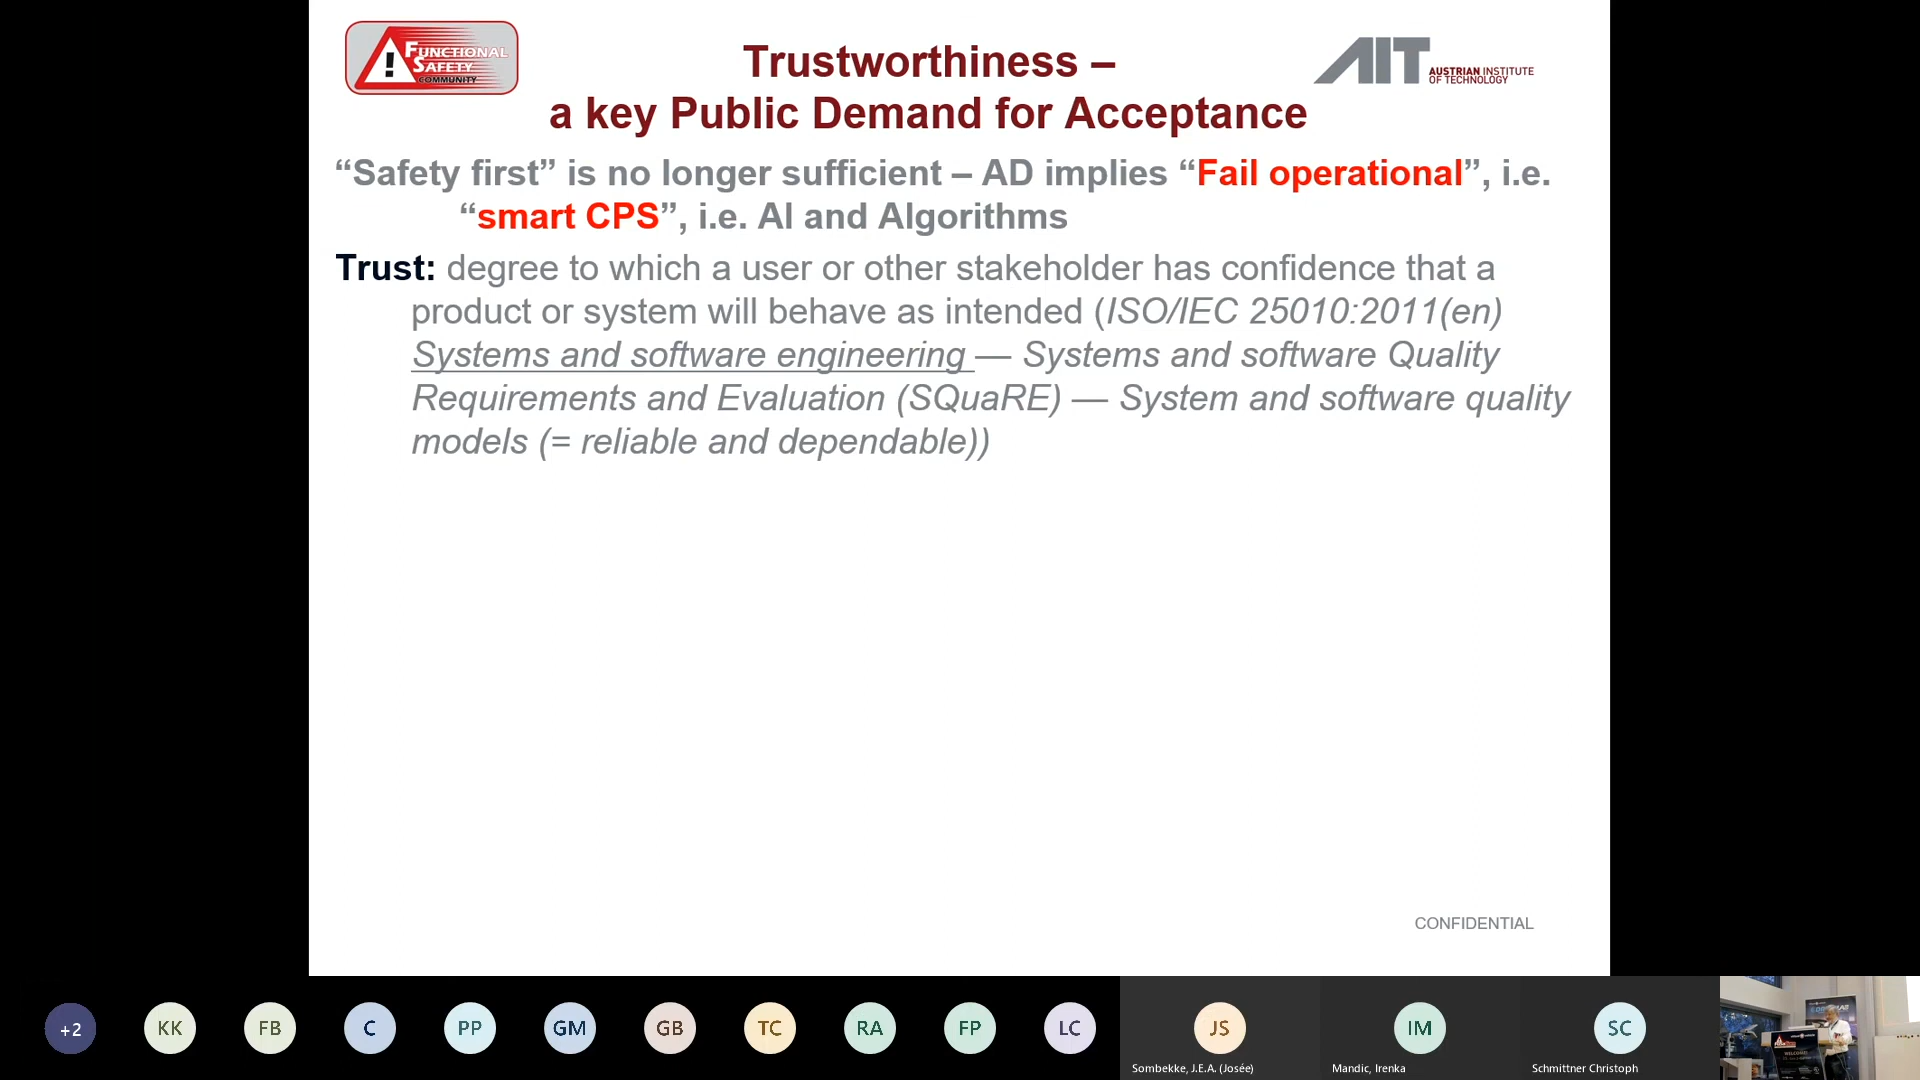 FUNCTIONAL
SAFETY
COMMUNITY
Trustworthiness –
a key Public Demand for Acceptance
AIT AUSTRIAN INSTITUTE
OF TECHNOLOGY
“Safety first” is no longer sufficient – AD implies “Fail operational”, i.e.
“smart CPS”, i.e. AI and Algorithms
Trust: degree to which a user or other stakeholder has confidence that a
product or system will behave as intended (ISO/IEC 25010:2011(en)
Systems and software engineering — Systems and software Quality
Requirements and Evaluation (SQuaRE) — System and software quality
models (= reliable and dependable))
CONFIDENTIAL
+2 KK FB C PP GM GB TC RA FP LC JS IM SC
Sombekke, J.E.A. (Josée) Mandic, Irenka Schmittner Christoph